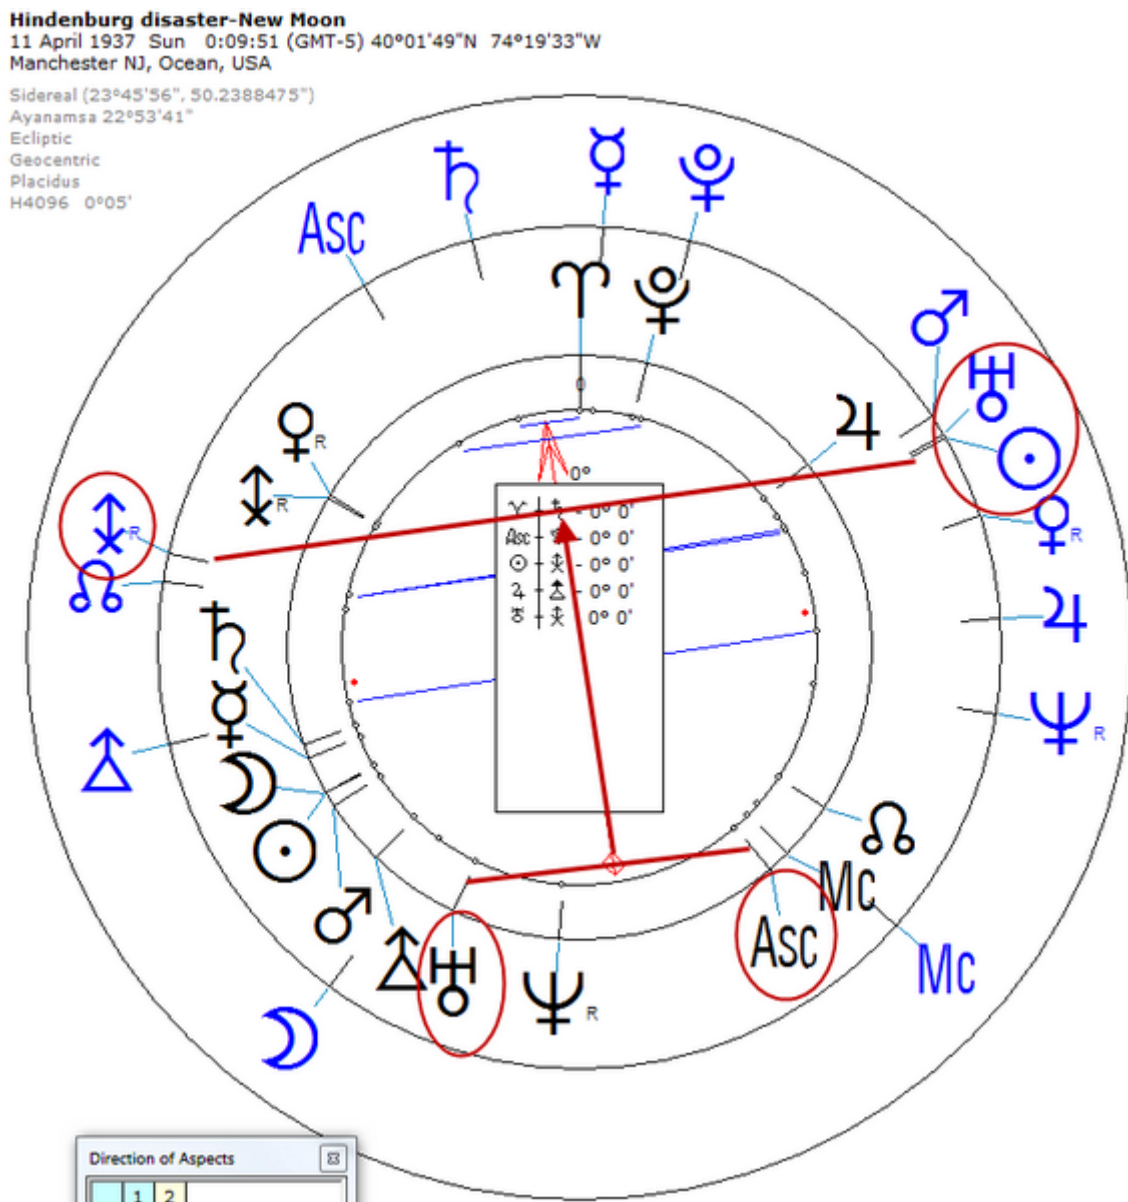 Hindenburg disaster-New Moon
11 April 1937 Sun 0:09:51 (GMT-5) 40°01'49"N 74°19'33"W
Manchester NJ, Ocean, USA
Sidereal (23°45'56", 50.2388475")
Ayanamsa 22°53'41"
Ecliptic
Geocentric
Placidus
H4096 0°05'
♄
☿
Asc
♈
♂
0
♅
♃
♀R
☉
0°
R
♀R
♈ ♄ - 0° 0'
Asc - 0° 0'
☉ - 0° 0'
♃ - 0° 0'
♅ - 0° 0'
R
☊
♃
♄
☿
♆R
☽
☊
☉
Mc
♂
Asc
♅
Mc
♆R
☽
Direction of Aspects
1 2